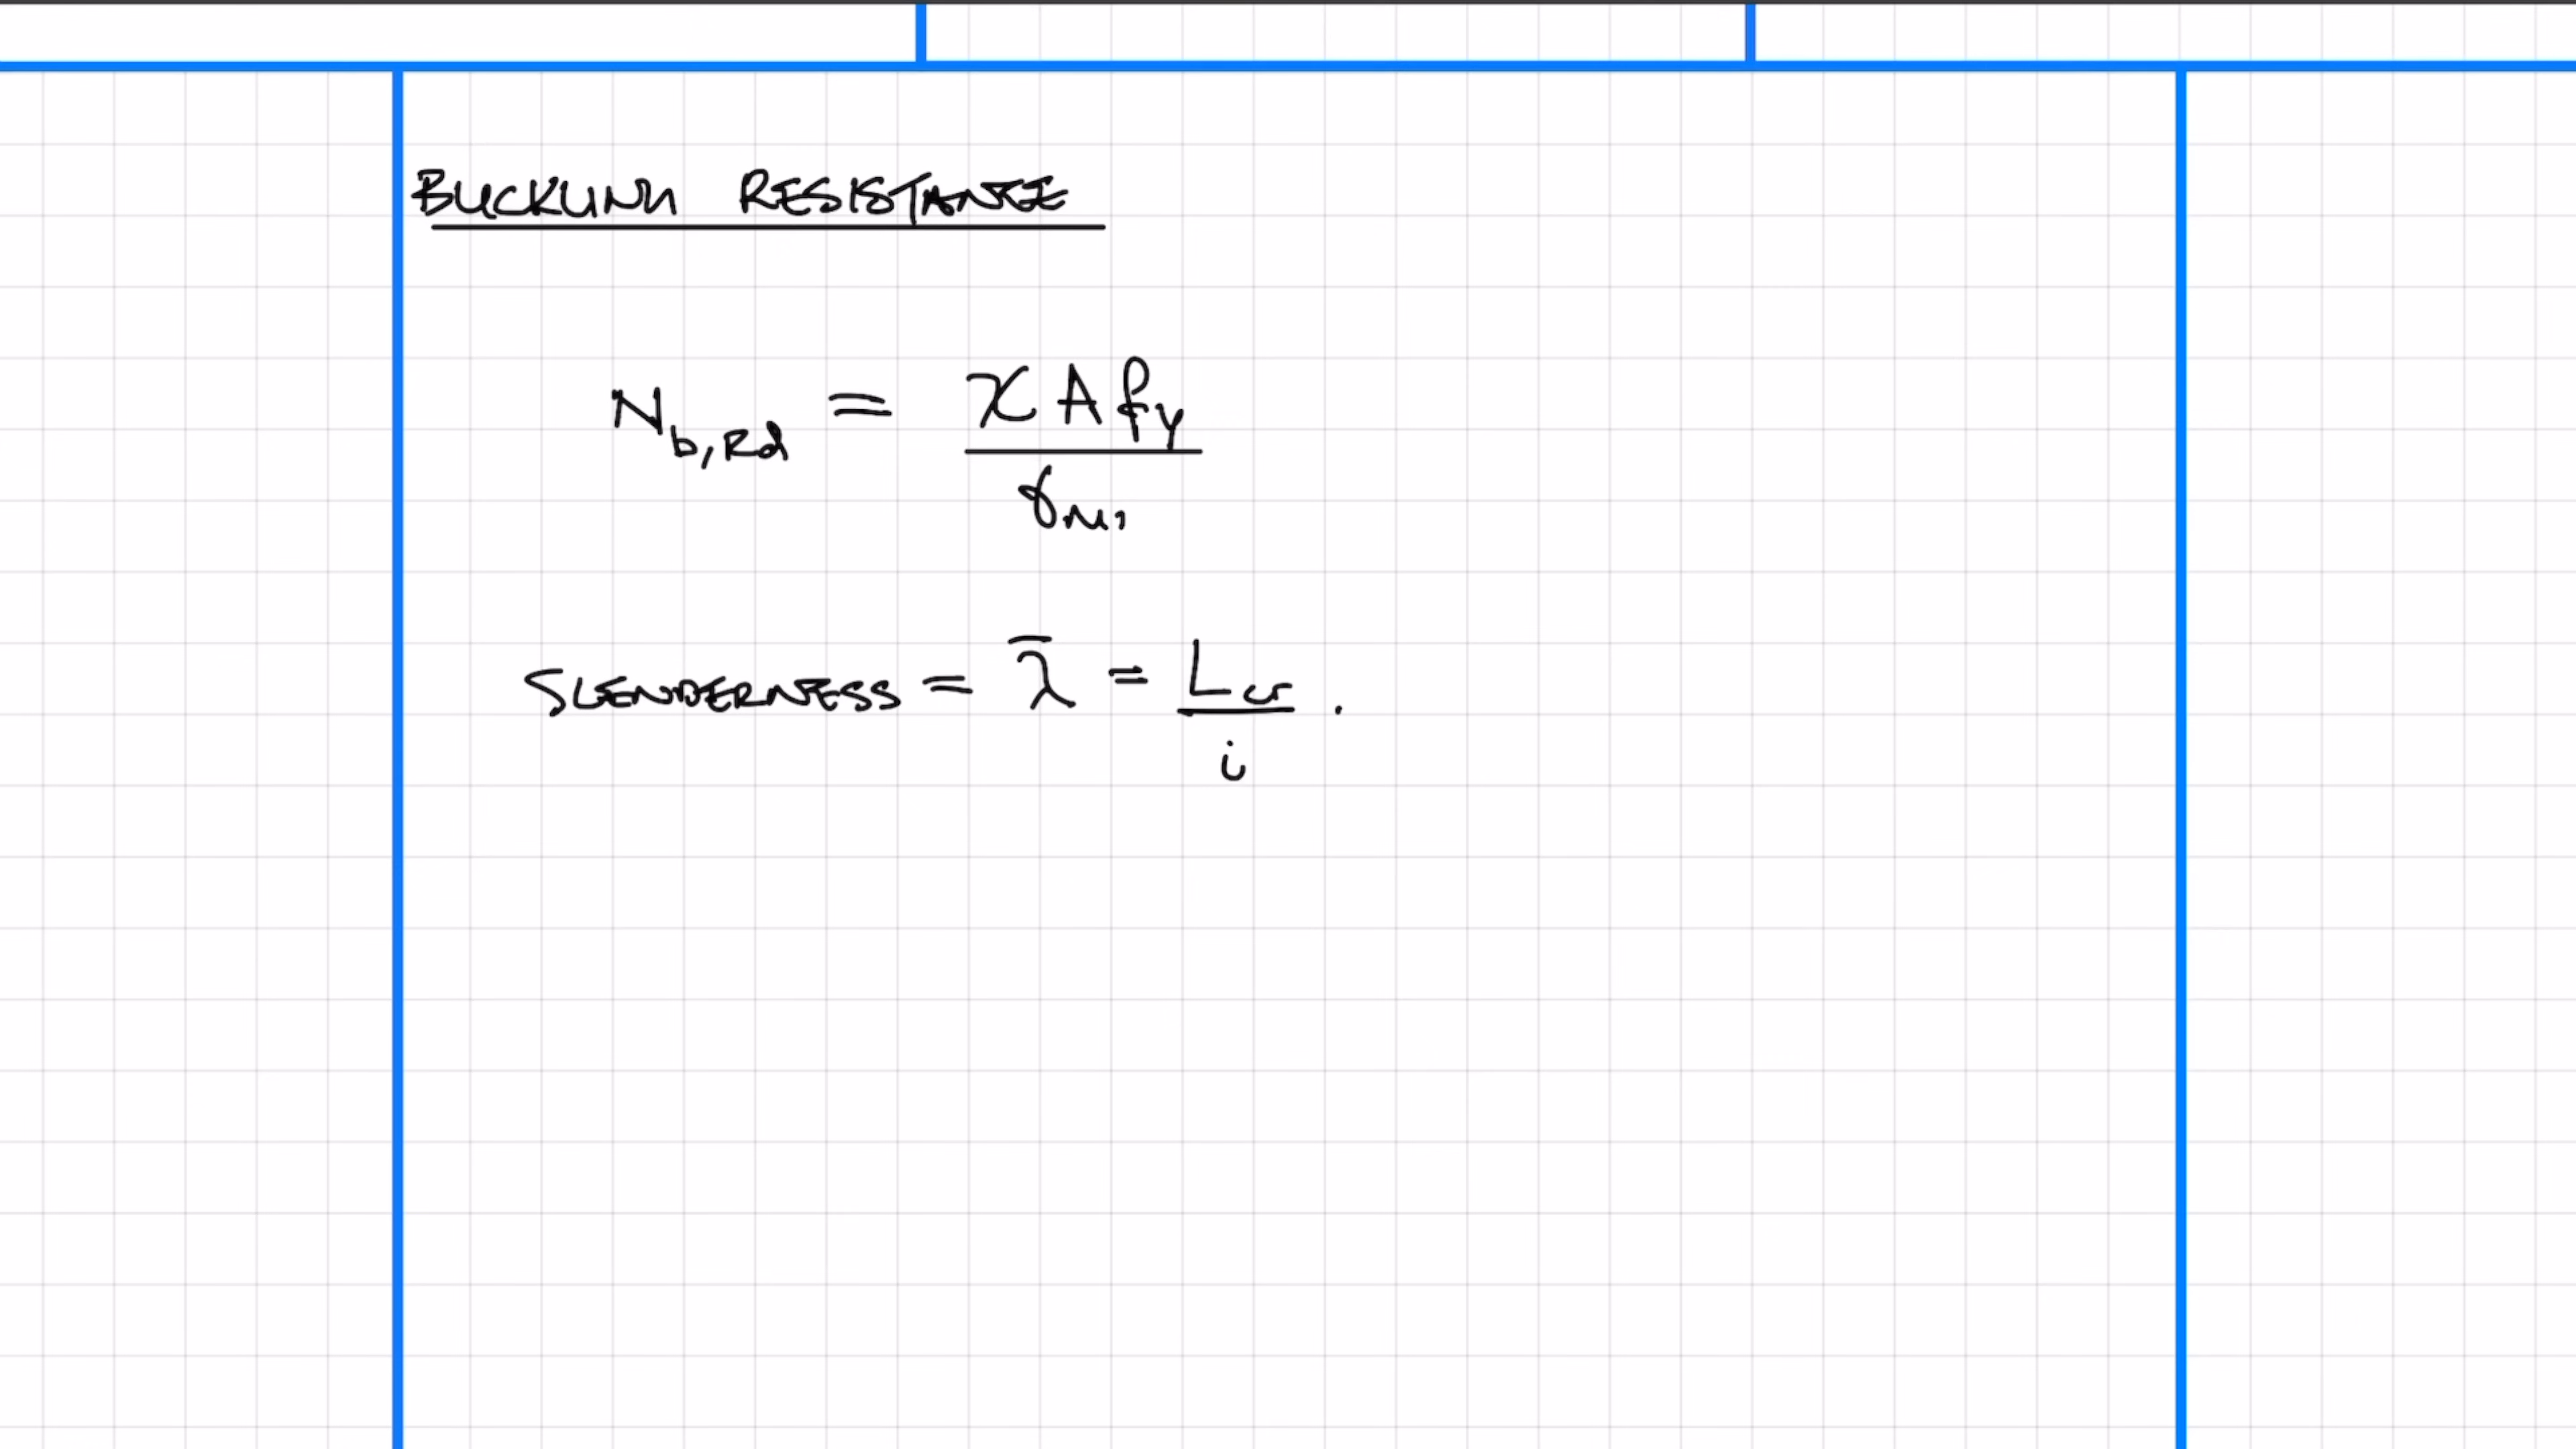 BUCKLING RESISTANCE
N_b,Rd = χ A f_y / γ_M1
SLENDERNESS = λ̄ = L_cr / i .